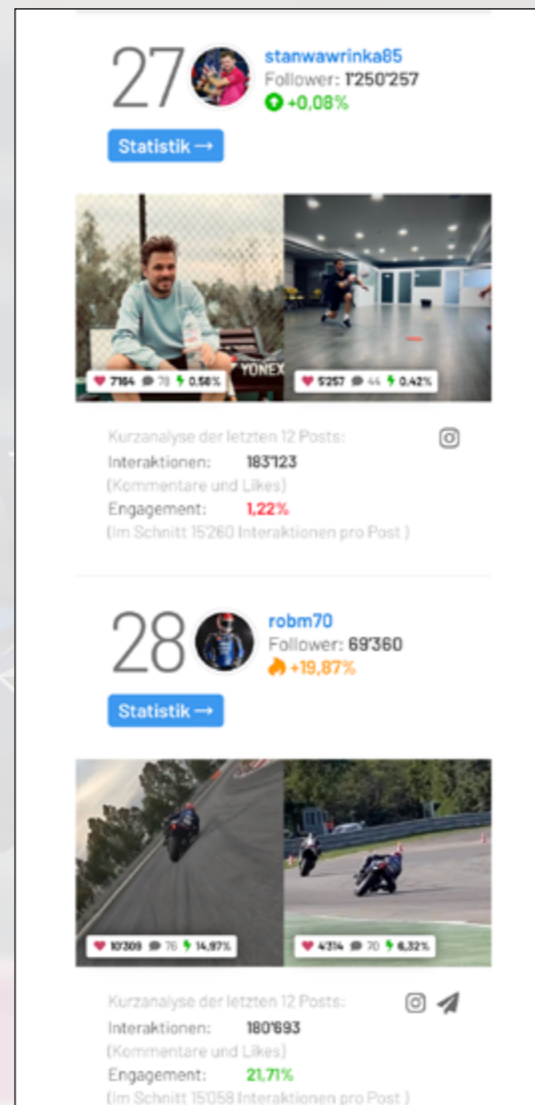 27
stanwawrinka85
Follower: 1'250'257
+0,08%
Statistik →
YONEX
7'164 78 0,58%
5'257 44 0,42%
Kurzanalyse der letzten 12 Posts:
Interaktionen: 183'123
(Kommentare und Likes)
Engagement: 1,22%
(Im Schnitt 15'260 Interaktionen pro Post )
28
robm70
Follower: 69'360
+19,87%
Statistik →
10'309 76 14,97%
4'314 70 6,32%
Kurzanalyse der letzten 12 Posts:
Interaktionen: 180'693
(Kommentare und Likes)
Engagement: 21,71%
(Im Schnitt 15'058 Interaktionen pro Post )